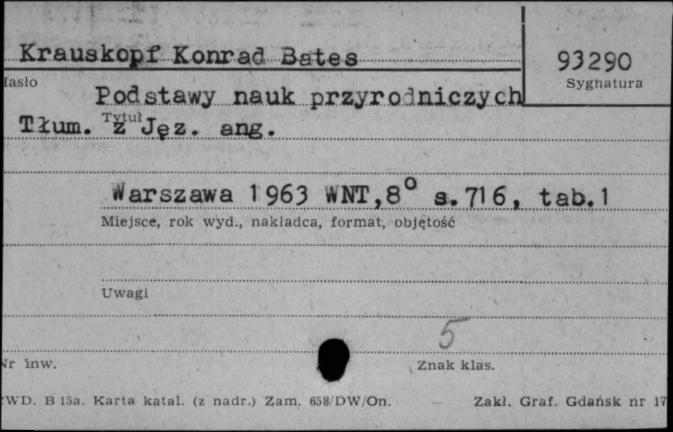 Krauskopf Konrad Bates
93290
Hasło
Sygnatura
Podstawy nauk przyrodniczych
Tytuł
Tłum. z Jęz. ang.
Warszawa 1963 WNT, 8° s. 716, tab. 1
Miejsce, rok wyd., nakładca, format, objętość
Uwagi
5
Nr inw.
Znak klas.
WD. B 15a. Karta katal. (z nadr.) Zam. 658/DW/On.
Zakł. Graf. Gdańsk nr 17